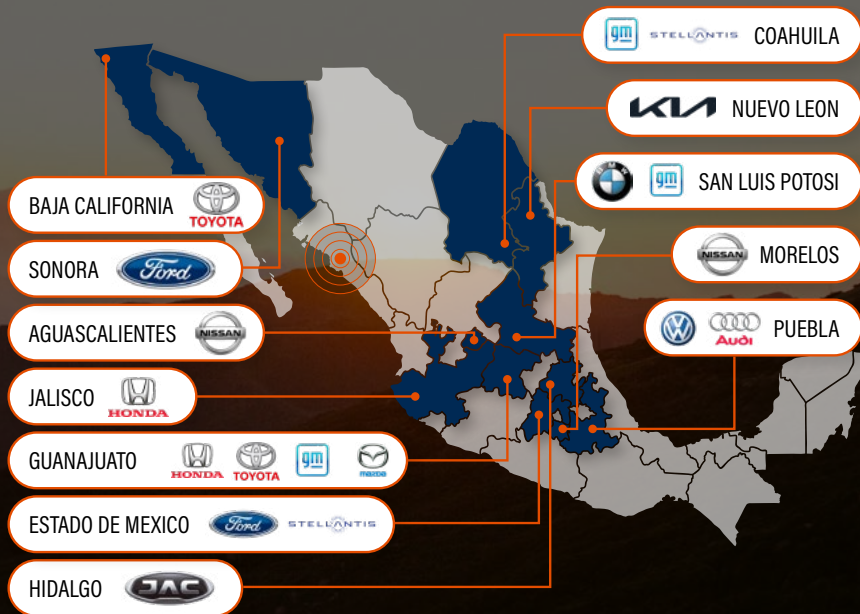 gm STELLANTIS COAHUILA
KIA NUEVO LEON
BMW gm SAN LUIS POTOSI
NISSAN MORELOS
Audi PUEBLA
BAJA CALIFORNIA TOYOTA
SONORA Ford
AGUASCALIENTES NISSAN
JALISCO HONDA
GUANAJUATO HONDA TOYOTA gm mazda
ESTADO DE MEXICO Ford STELLANTIS
HIDALGO JAC